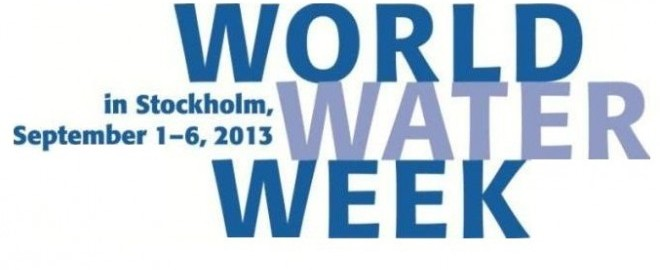 WORLD
in Stockholm,
September 1–6, 2013
WATER
WEEK